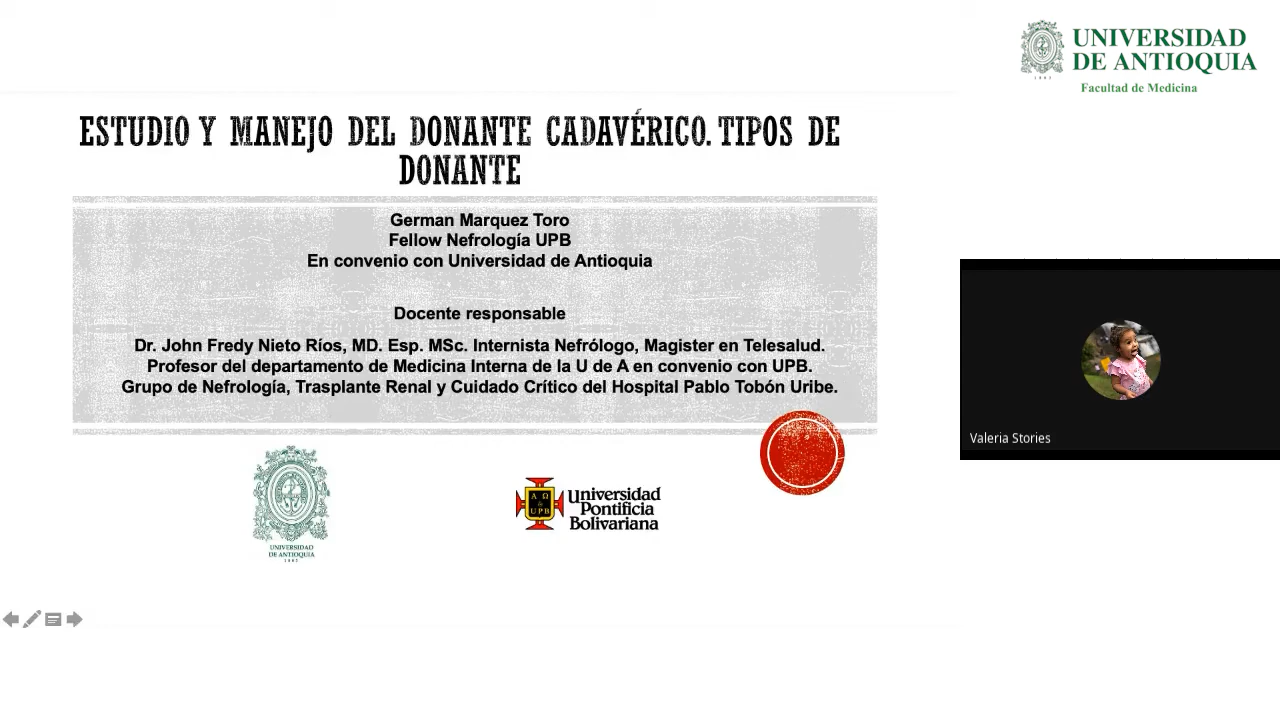 UNIVERSIDAD
DE ANTIOQUIA
1803
Facultad de Medicina
ESTUDIO Y MANEJO DEL DONANTE CADAVÉRICO. TIPOS DE
DONANTE
German Marquez Toro
Fellow Nefrología UPB
En convenio con Universidad de Antioquia
Docente responsable
Dr. John Fredy Nieto Ríos, MD. Esp. MSc. Internista Nefrólogo, Magister en Telesalud.
Profesor del departamento de Medicina Interna de la U de A en convenio con UPB.
Grupo de Nefrología, Trasplante Renal y Cuidado Crítico del Hospital Pablo Tobón Uribe.
Valeria Stories
UNIVERSIDAD
DE ANTIOQUIA
1803
A Ω
UPB
Universidad
Pontificia
Bolivariana